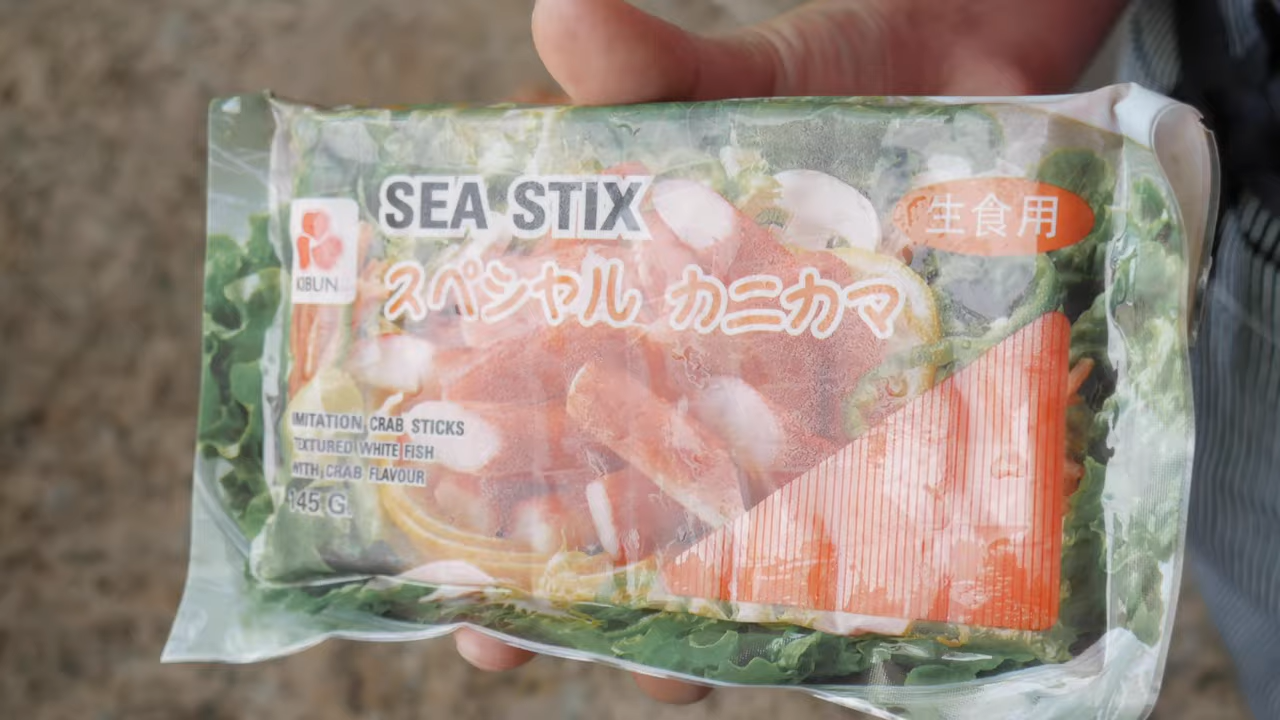 SEA STIX
生食用
KIBUN
スペシャル カニカマ
IMITATION CRAB STICKS
TEXTURED WHITE FISH
WITH CRAB FLAVOUR
145 G.